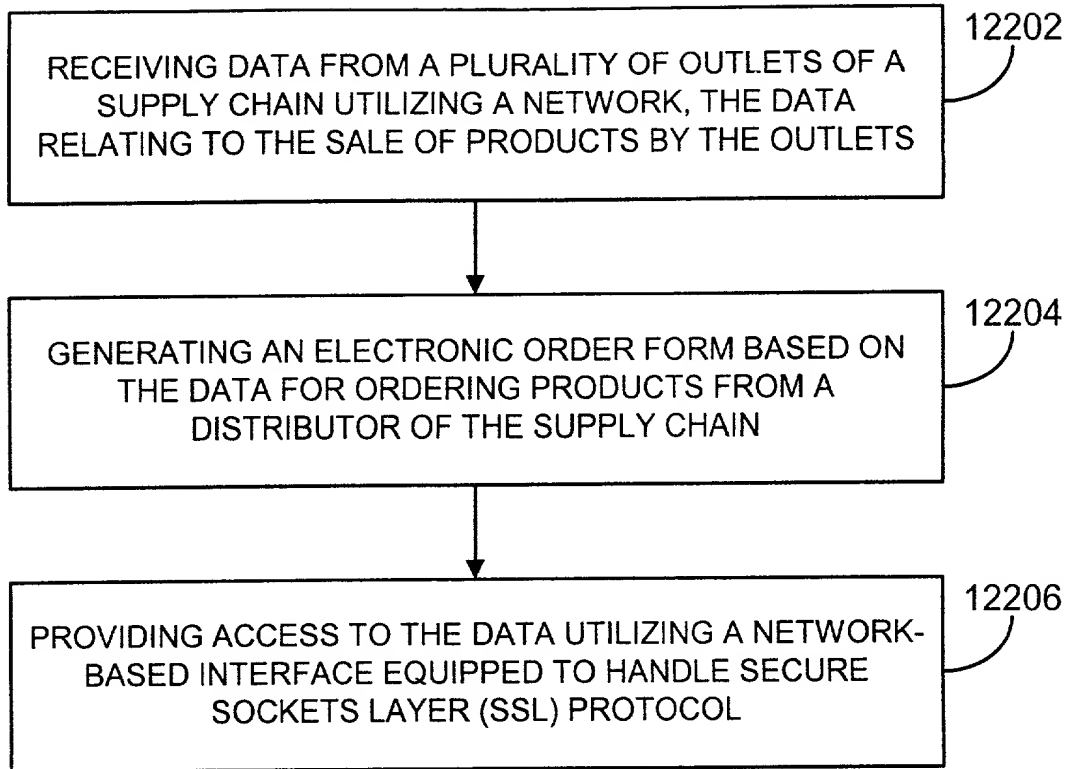 12202
RECEIVING DATA FROM A PLURALITY OF OUTLETS OF A
SUPPLY CHAIN UTILIZING A NETWORK, THE DATA
RELATING TO THE SALE OF PRODUCTS BY THE OUTLETS
12204
GENERATING AN ELECTRONIC ORDER FORM BASED ON
THE DATA FOR ORDERING PRODUCTS FROM A
DISTRIBUTOR OF THE SUPPLY CHAIN
12206
PROVIDING ACCESS TO THE DATA UTILIZING A NETWORK-
BASED INTERFACE EQUIPPED TO HANDLE SECURE
SOCKETS LAYER (SSL) PROTOCOL